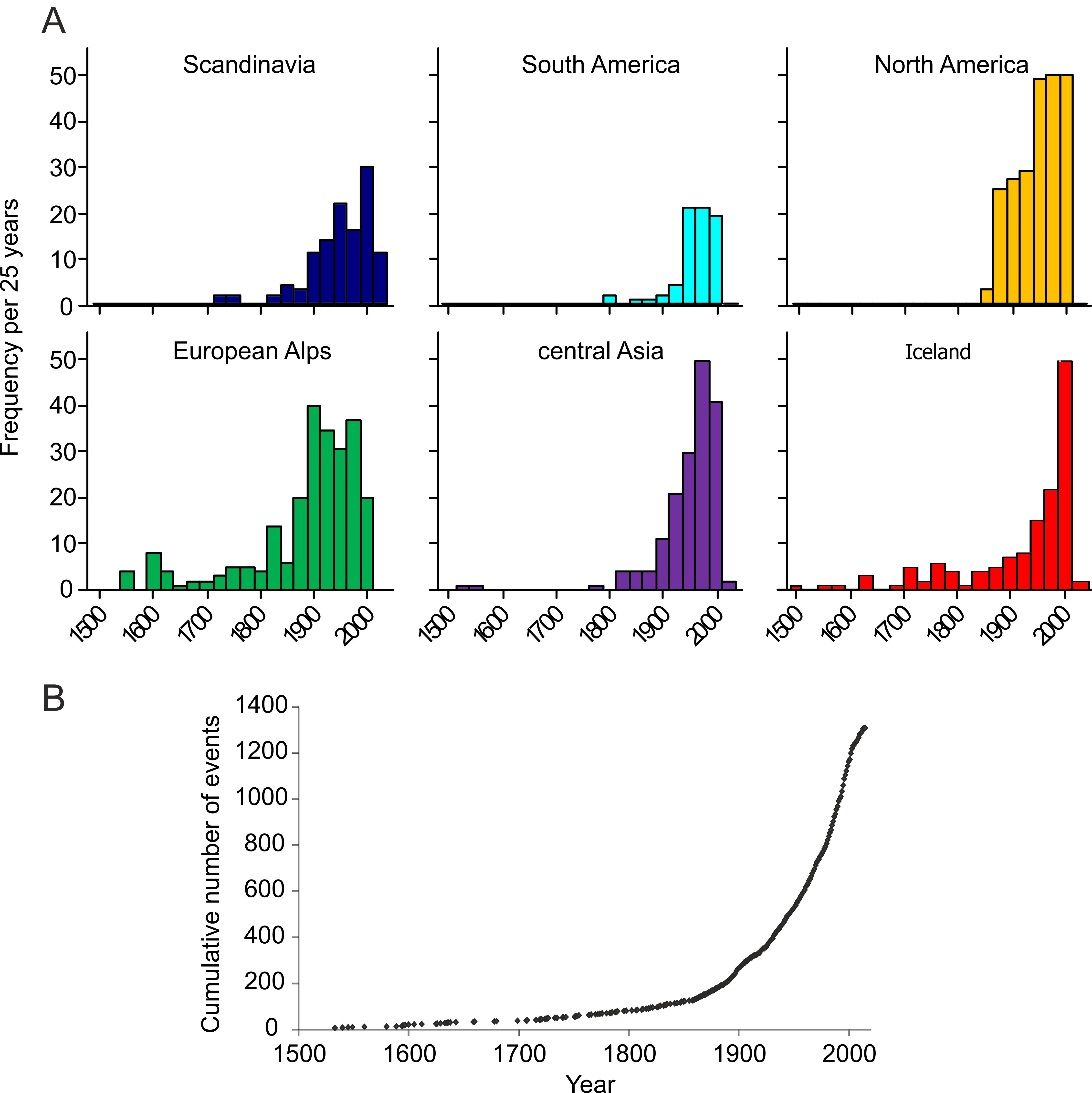 A
Scandinavia South America North America
50
40
30
20
10
0
Frequency per 25 years
European Alps central Asia Iceland
50
40
30
20
10
0
1500 1600 1700 1800 1900 2000 1500 1600 1700 1800 1900 2000 1500 1600 1700 1800 1900 2000
B
1400
1200
1000
800
600
400
200
0
Cumulative number of events
1500 1600 1700 1800 1900 2000
Year